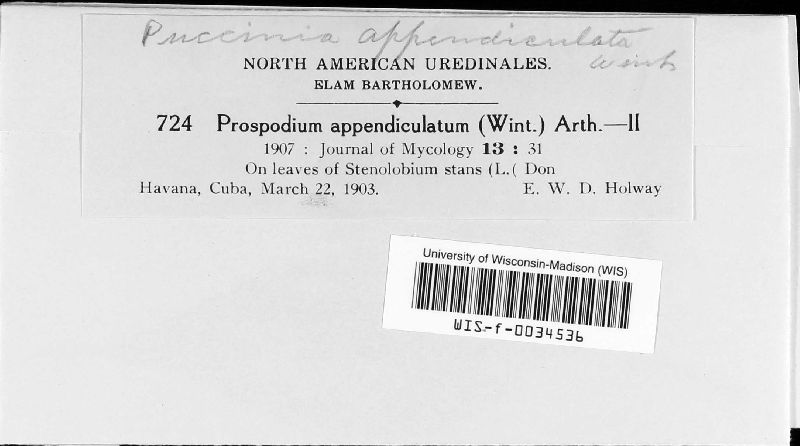 Puccinia appendiculata
Wint
NORTH AMERICAN UREDINALES.
ELAM BARTHOLOMEW.
724 Prospodium appendiculatum (Wint.) Arth.—II
1907 : Journal of Mycology 13 : 31
On leaves of Stenolobium stans (L.( Don
Havana, Cuba, March 22, 1903. E. W. D. Holway
University of Wisconsin-Madison (WIS)
WIS-f-0034536